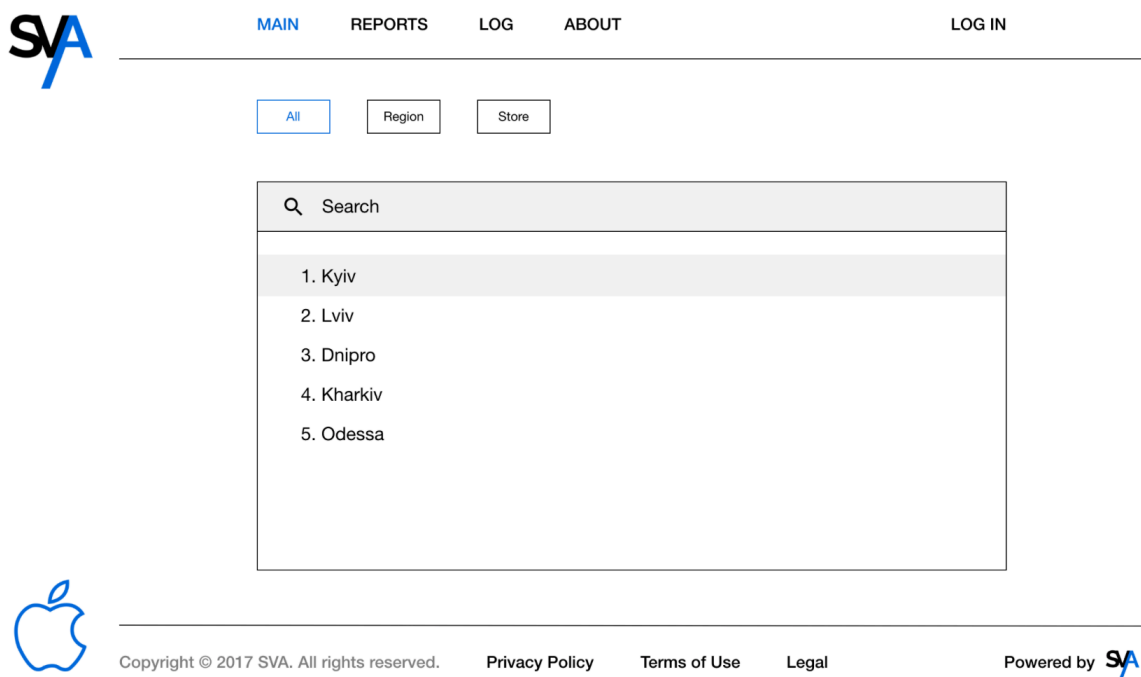 SVA
MAIN REPORTS LOG ABOUT LOG IN
All Region Store
Search
1. Kyiv
2. Lviv
3. Dnipro
4. Kharkiv
5. Odessa
Copyright © 2017 SVA. All rights reserved. Privacy Policy Terms of Use Legal Powered by SVA